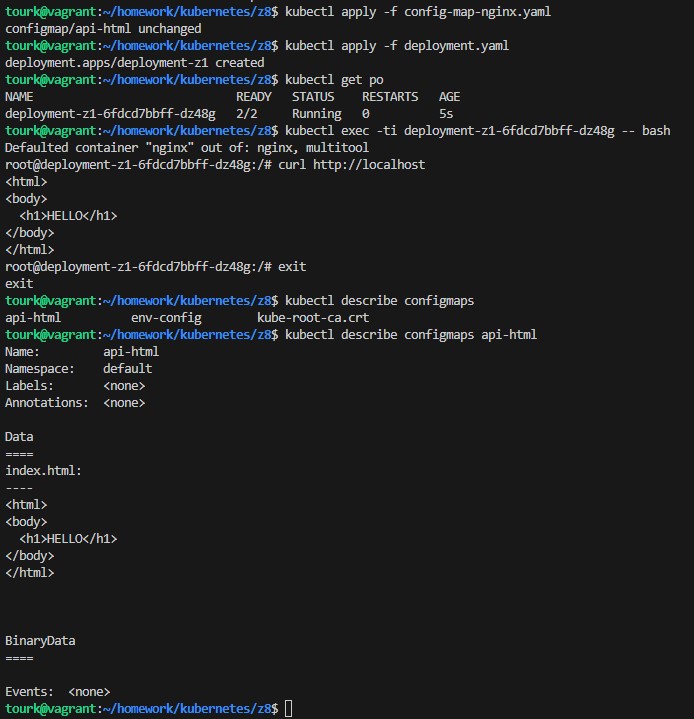 tourk@vagrant:~/homework/kubernetes/z8$ kubectl apply -f config-map-nginx.yaml
configmap/api-html unchanged
tourk@vagrant:~/homework/kubernetes/z8$ kubectl apply -f deployment.yaml
deployment.apps/deployment-z1 created
tourk@vagrant:~/homework/kubernetes/z8$ kubectl get po
NAME                             READY   STATUS    RESTARTS   AGE
deployment-z1-6fdcd7bbff-dz48g   2/2     Running   0          5s
tourk@vagrant:~/homework/kubernetes/z8$ kubectl exec -ti deployment-z1-6fdcd7bbff-dz48g -- bash
Defaulted container "nginx" out of: nginx, multitool
root@deployment-z1-6fdcd7bbff-dz48g:/# curl http://localhost
<html>
<body>
  <h1>HELLO</h1>
</body>
</html>
root@deployment-z1-6fdcd7bbff-dz48g:/# exit
exit
tourk@vagrant:~/homework/kubernetes/z8$ kubectl describe configmaps
api-html          env-config        kube-root-ca.crt
tourk@vagrant:~/homework/kubernetes/z8$ kubectl describe configmaps api-html
Name:         api-html
Namespace:    default
Labels:       <none>
Annotations:  <none>

Data
====
index.html:
----
<html>
<body>
  <h1>HELLO</h1>
</body>
</html>

BinaryData
====

Events:  <none>
tourk@vagrant:~/homework/kubernetes/z8$